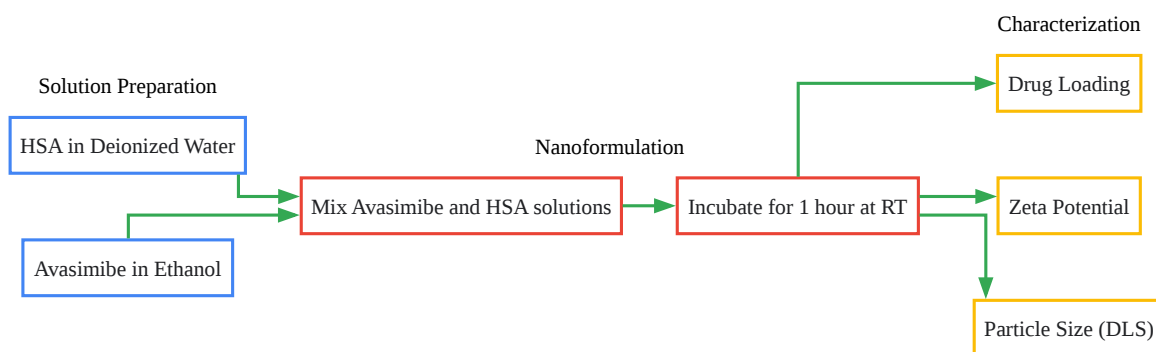 Solution Preparation
HSA in Deionized Water
Avasimibe in Ethanol
Nanoformulation
Mix Avasimibe and HSA solutions
Incubate for 1 hour at RT
Characterization
Drug Loading
Zeta Potential
Particle Size (DLS)